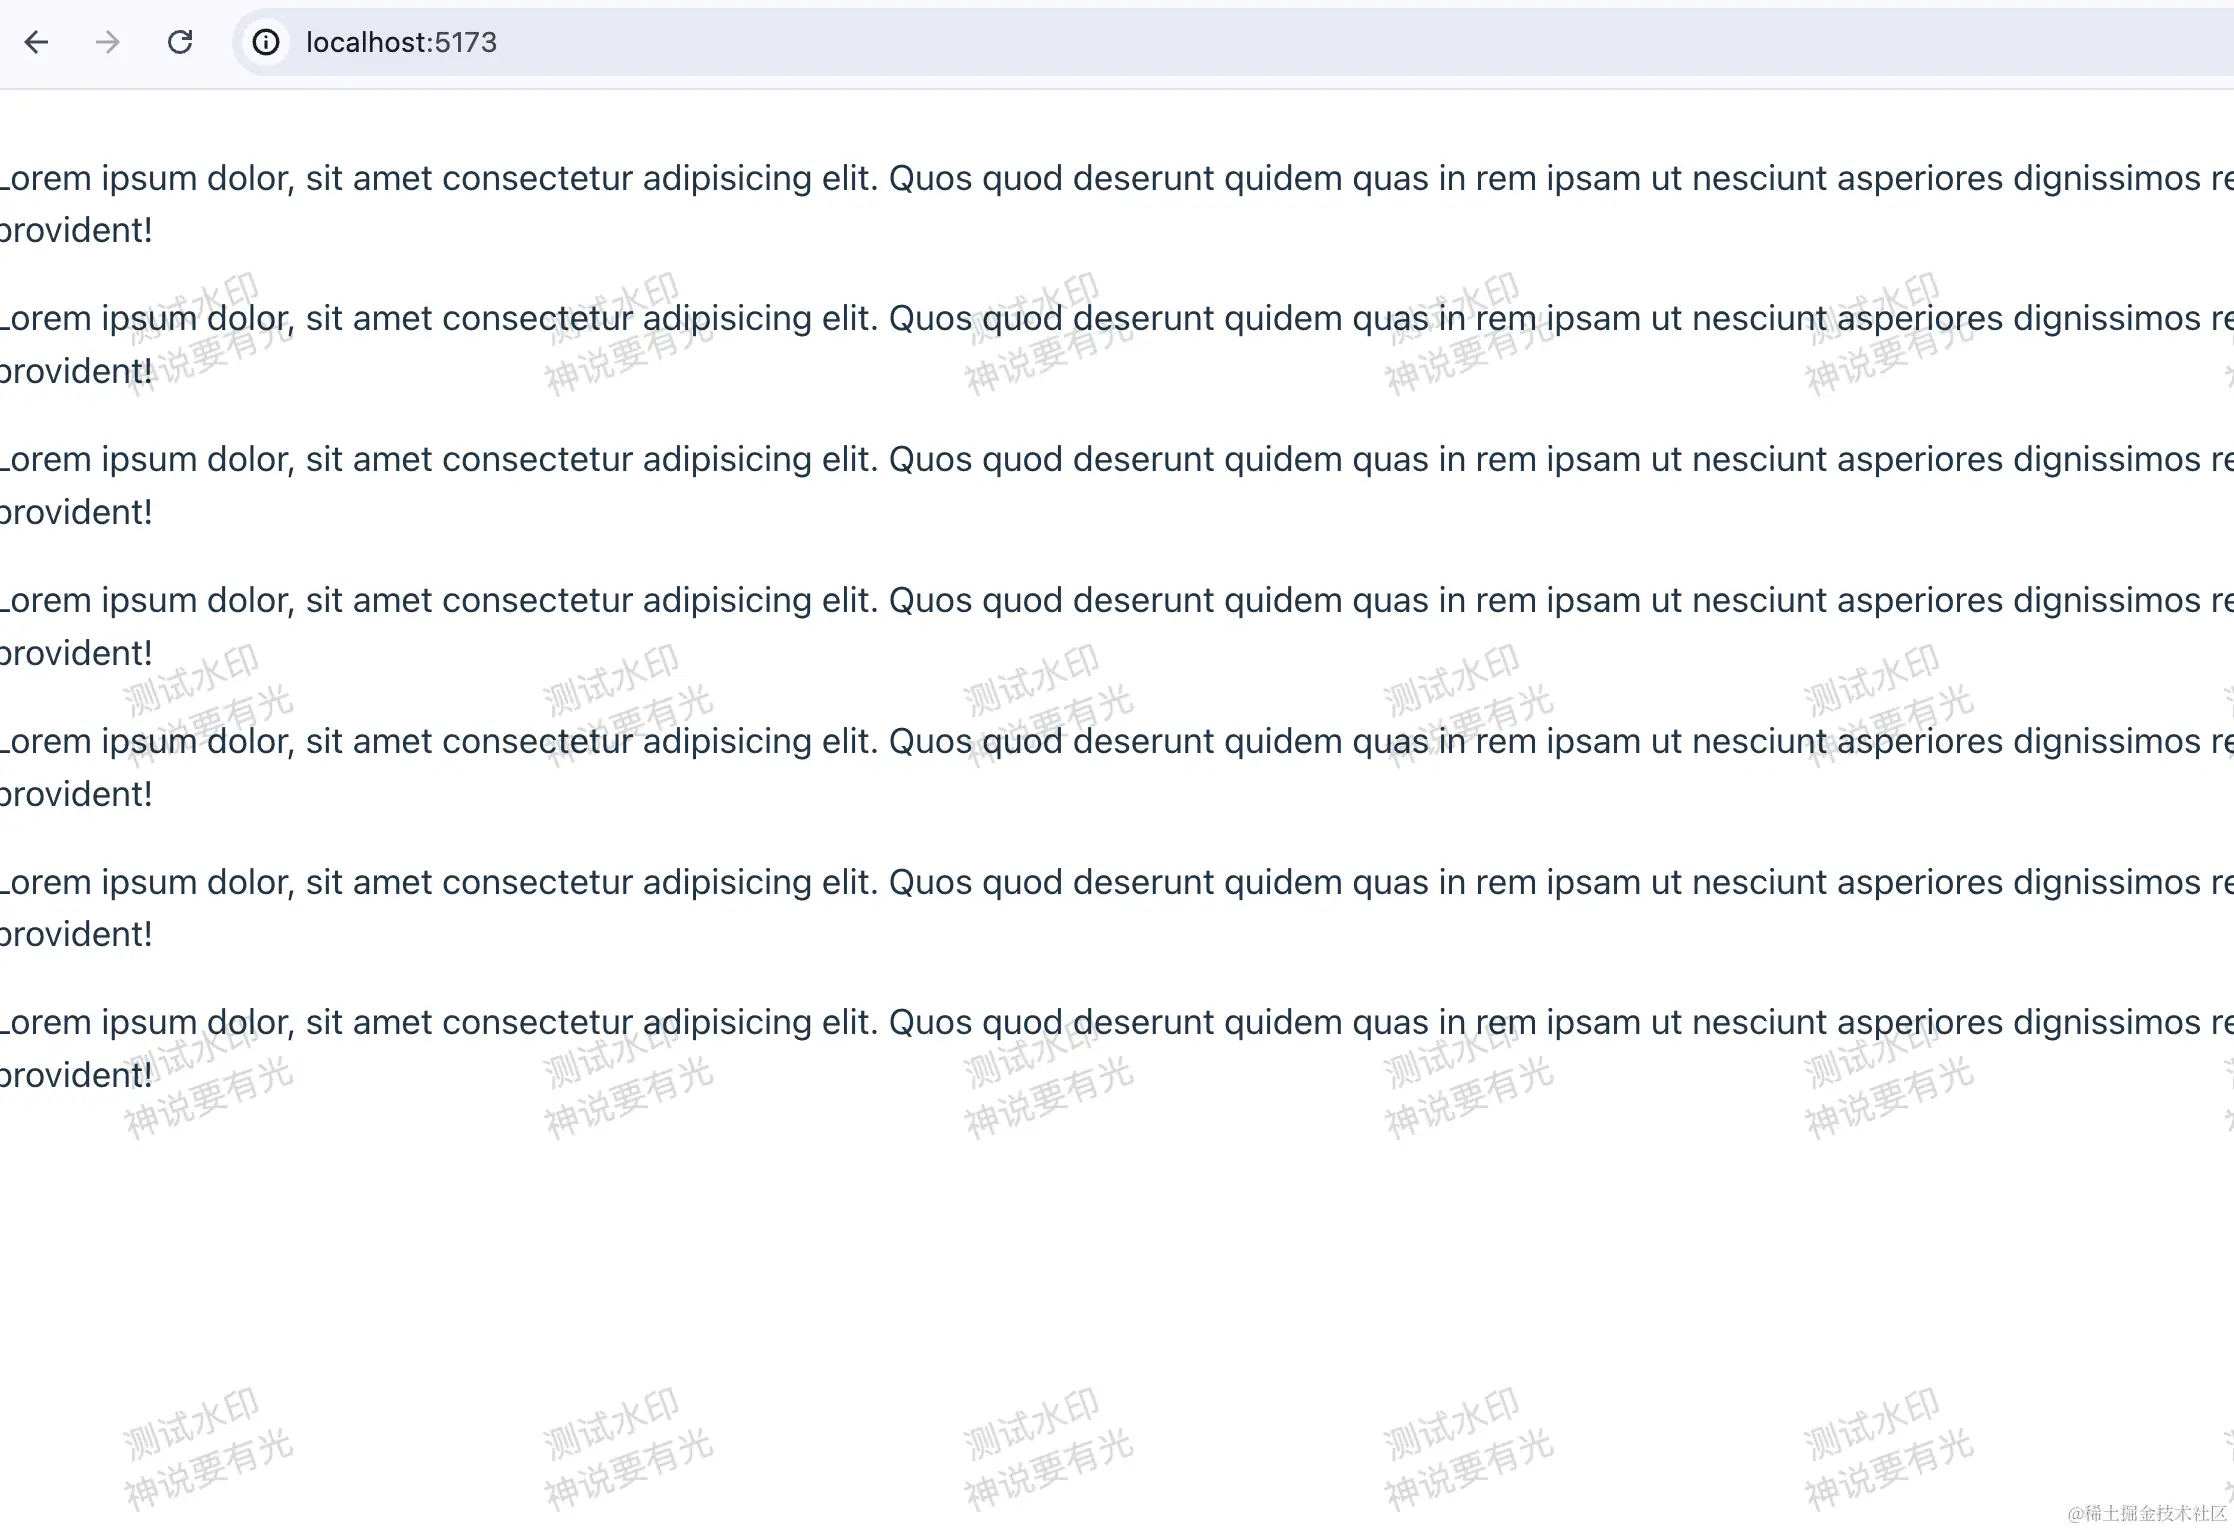 localhost:5173
Lorem ipsum dolor, sit amet consectetur adipisicing elit. Quos quod deserunt quidem quas in rem ipsam ut nesciunt asperiores dignissimos re
provident!
测试水印 测试水印 测试水印 测试水印 测试水印
Lorem ipsum dolor, sit amet consectetur adipisicing elit. Quos quod deserunt quidem quas in rem ipsam ut nesciunt asperiores dignissimos re
神说要有光 神说要有光 神说要有光 神说要有光 神说要有光
provident!
Lorem ipsum dolor, sit amet consectetur adipisicing elit. Quos quod deserunt quidem quas in rem ipsam ut nesciunt asperiores dignissimos re
provident!
Lorem ipsum dolor, sit amet consectetur adipisicing elit. Quos quod deserunt quidem quas in rem ipsam ut nesciunt asperiores dignissimos re
provident!
测试水印 测试水印 测试水印 测试水印 测试水印
神说要有光 神说要有光 神说要有光 神说要有光 神说要有光
Lorem ipsum dolor, sit amet consectetur adipisicing elit. Quos quod deserunt quidem quas in rem ipsam ut nesciunt asperiores dignissimos re
provident!
Lorem ipsum dolor, sit amet consectetur adipisicing elit. Quos quod deserunt quidem quas in rem ipsam ut nesciunt asperiores dignissimos re
provident!
Lorem ipsum dolor, sit amet consectetur adipisicing elit. Quos quod deserunt quidem quas in rem ipsam ut nesciunt asperiores dignissimos re
测试水印 测试水印 测试水印 测试水印 测试水印
provident!
神说要有光 神说要有光 神说要有光 神说要有光 神说要有光
测试水印 测试水印 测试水印 测试水印 测试水印
神说要有光 神说要有光 神说要有光 神说要有光 神说要有光
@稀土掘金技术社区